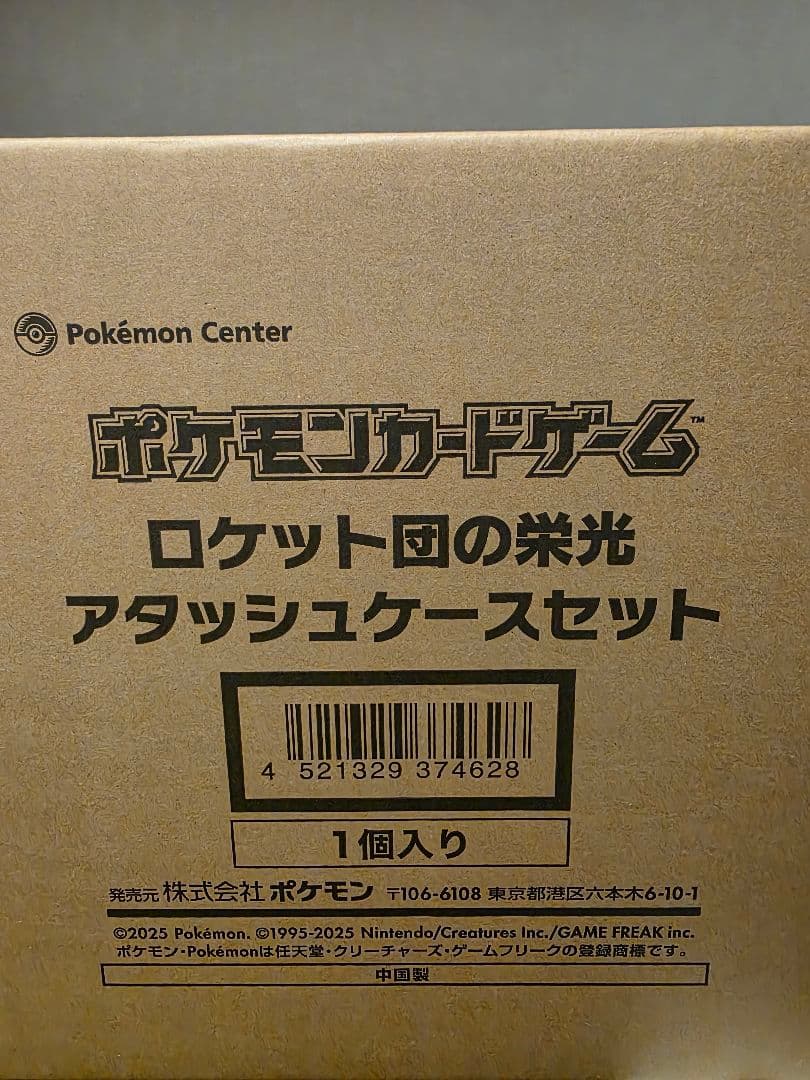 Pokémon Center
ポケモンカードゲーム™
ロケット団の栄光
アタッシュケースセット
4 521329 374628
1個入り
発売元 株式会社ポケモン 〒106-6108 東京都港区六本木6-10-1
©2025 Pokémon. ©1995-2025 Nintendo/Creatures Inc./GAME FREAK inc.
ポケモン・Pokémonは任天堂・クリーチャーズ・ゲームフリークの登録商標です。
中国製